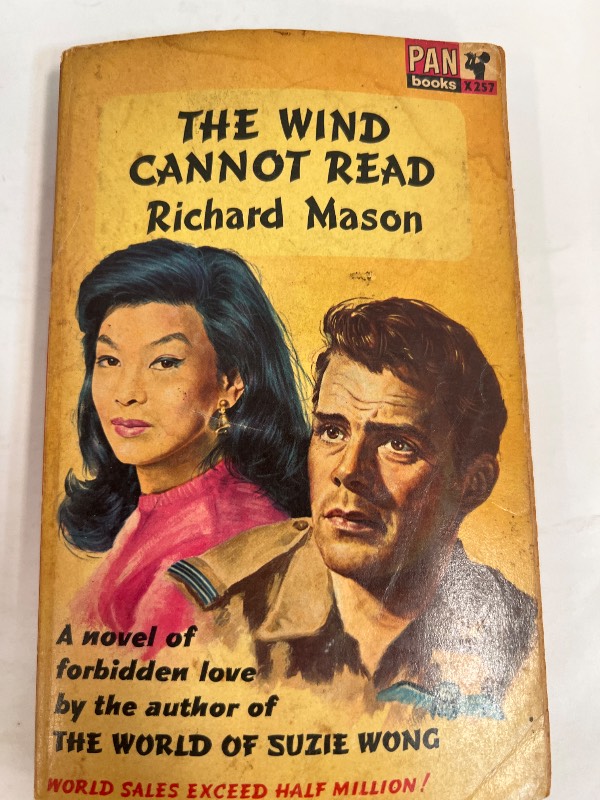 PAN
books X257
THE WIND
CANNOT READ
Richard Mason
A novel of
forbidden love
by the author of
THE WORLD OF SUZIE WONG
WORLD SALES EXCEED HALF MILLION!